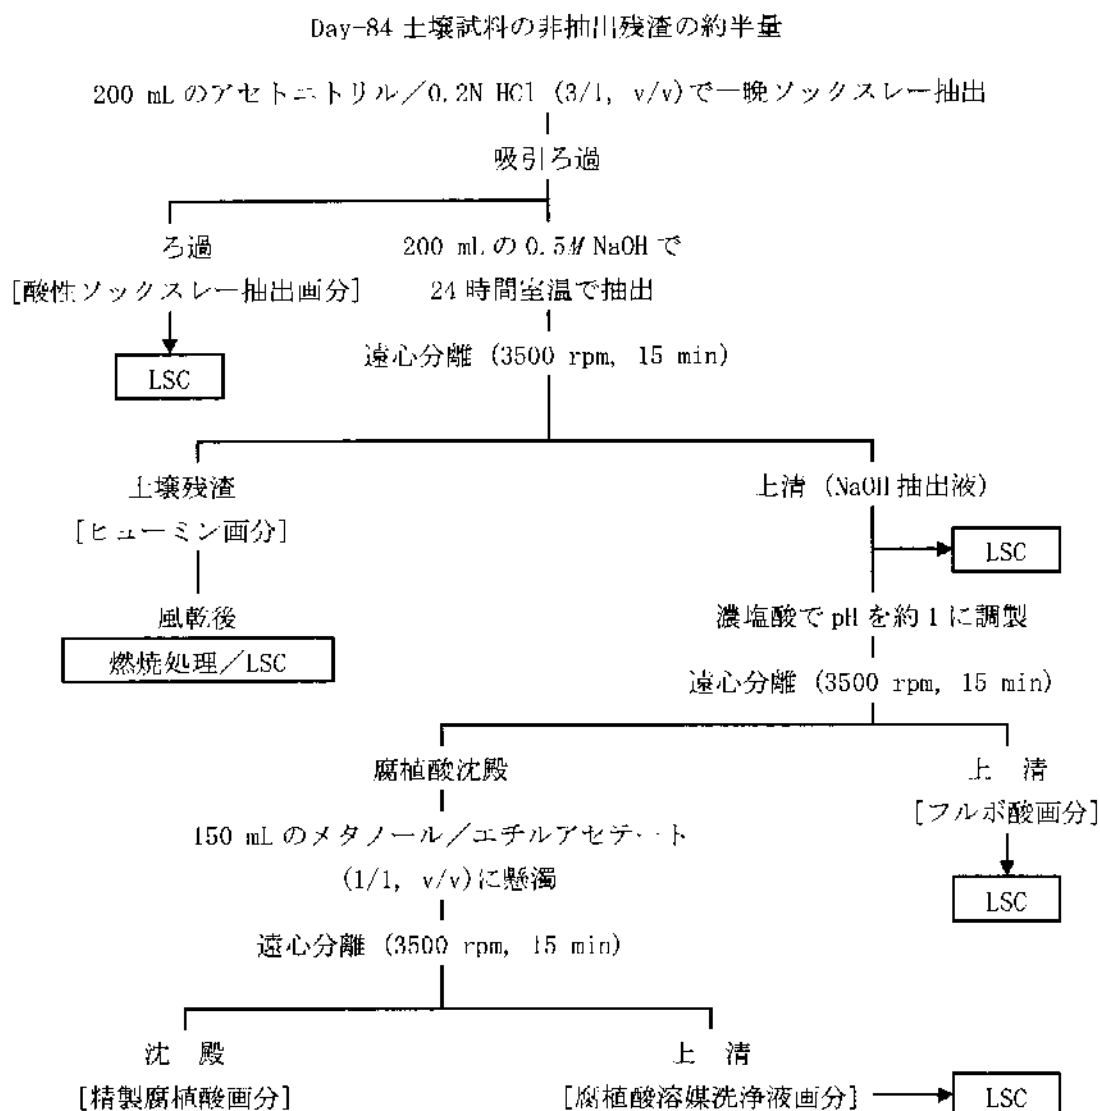 Day-84 土壌試料の非抽出残渣の約半量
200 mL のアセトニトリル／0.2N HCl (3/1, v/v)で一晩ソックスレー抽出
吸引ろ過
ろ過
[酸性ソックスレー抽出画分]
200 mL の 0.5M NaOH で
24 時間室温で抽出
LSC
遠心分離 (3500 rpm, 15 min)
土壌残渣
[ヒューミン画分]
上清 (NaOH 抽出液)
LSC
風乾後
燃焼処理／LSC
濃塩酸で pH を約 1 に調製
遠心分離 (3500 rpm, 15 min)
腐植酸沈殿
上 清
[フルボ酸画分]
LSC
150 mL のメタノール／エチルアセテート
(1/1, v/v)に懸濁
遠心分離 (3500 rpm, 15 min)
沈 殿
[精製腐植酸画分]
上 清
[腐植酸溶媒洗浄液画分]
LSC